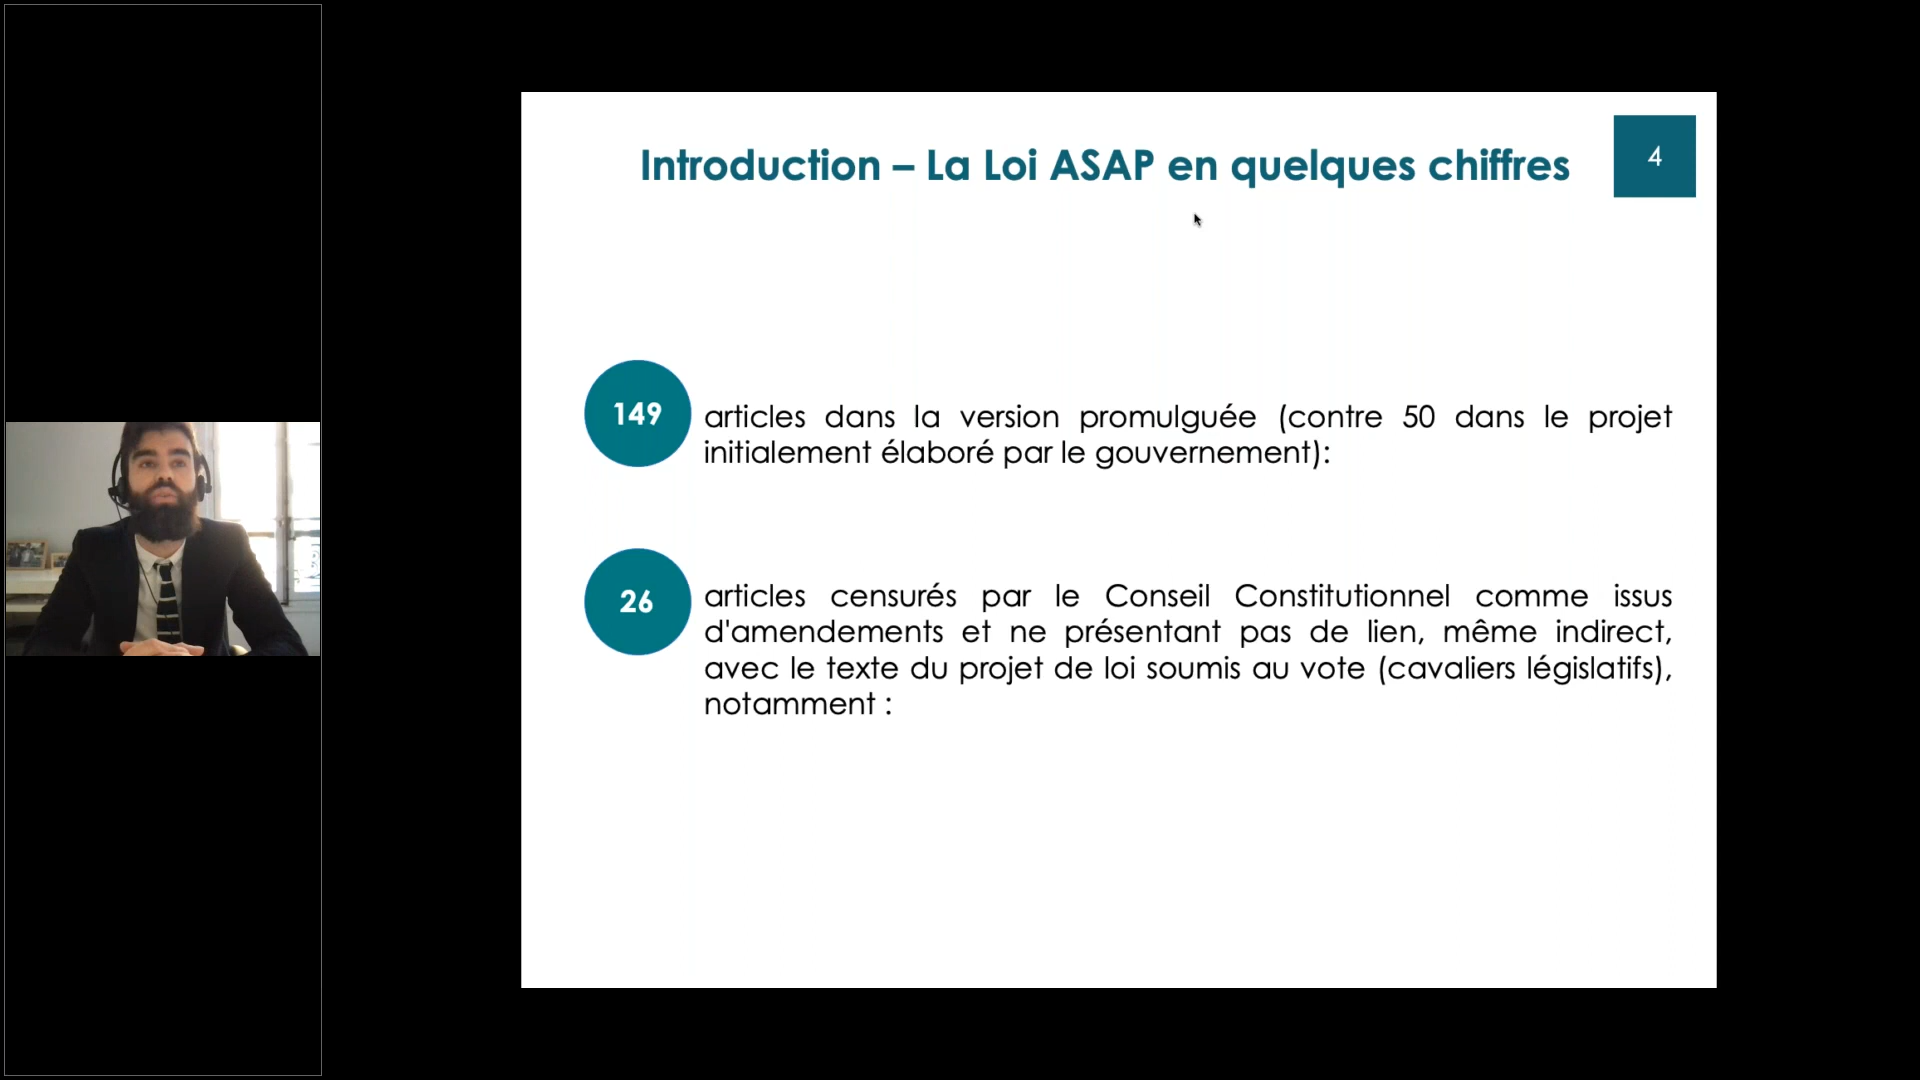 Introduction – La Loi ASAP en quelques chiffres
4
149
articles dans la version promulguée (contre 50 dans le projet
initialement élaboré par le gouvernement):
26
articles censurés par le Conseil Constitutionnel comme issus
d'amendements et ne présentant pas de lien, même indirect,
avec le texte du projet de loi soumis au vote (cavaliers législatifs),
notamment :